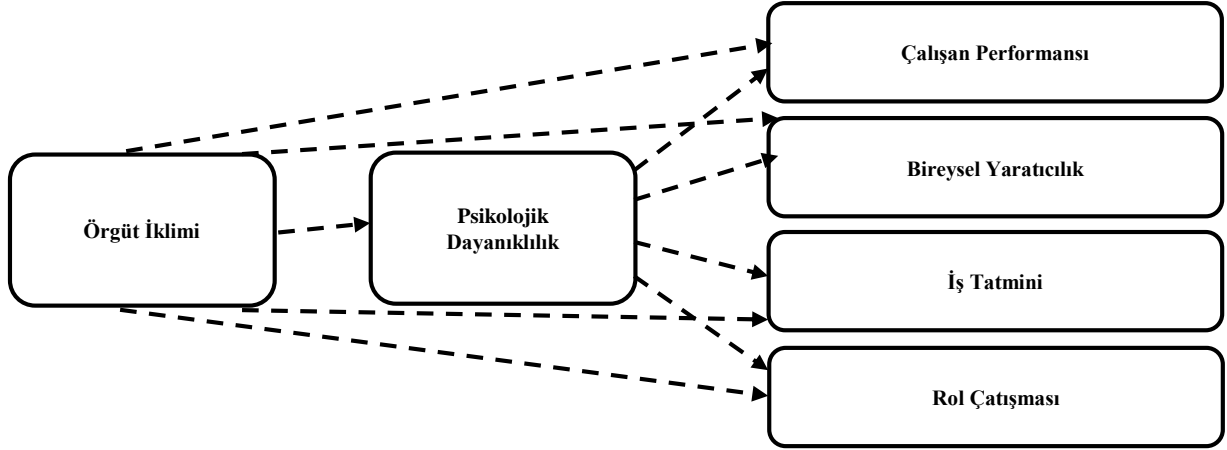 Örgüt İklimi
Psikolojik
Dayanıklılık
Çalışan Performansı
Bireysel Yaratıcılık
İş Tatmini
Rol Çatışması